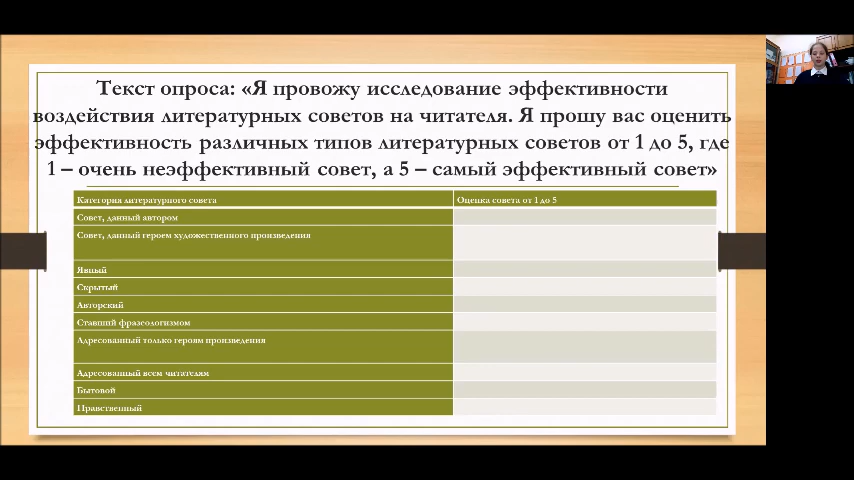 Текст опроса: «Я провожу исследование эффективности
воздействия литературных советов на читателя. Я прошу вас оценить
эффективность различных типов литературных советов от 1 до 5, где
1 – очень неэффективный совет, а 5 – самый эффективный совет»
Категория литературного совета Оценка совета от 1 до 5
Совет, данный автором
Совет, данный героем художественного произведения
Явный
Скрытый
Авторский
Ставший фразеологизмом
Адресованный только героям произведения
Адресованный всем читателям
Бытовой
Нравственный